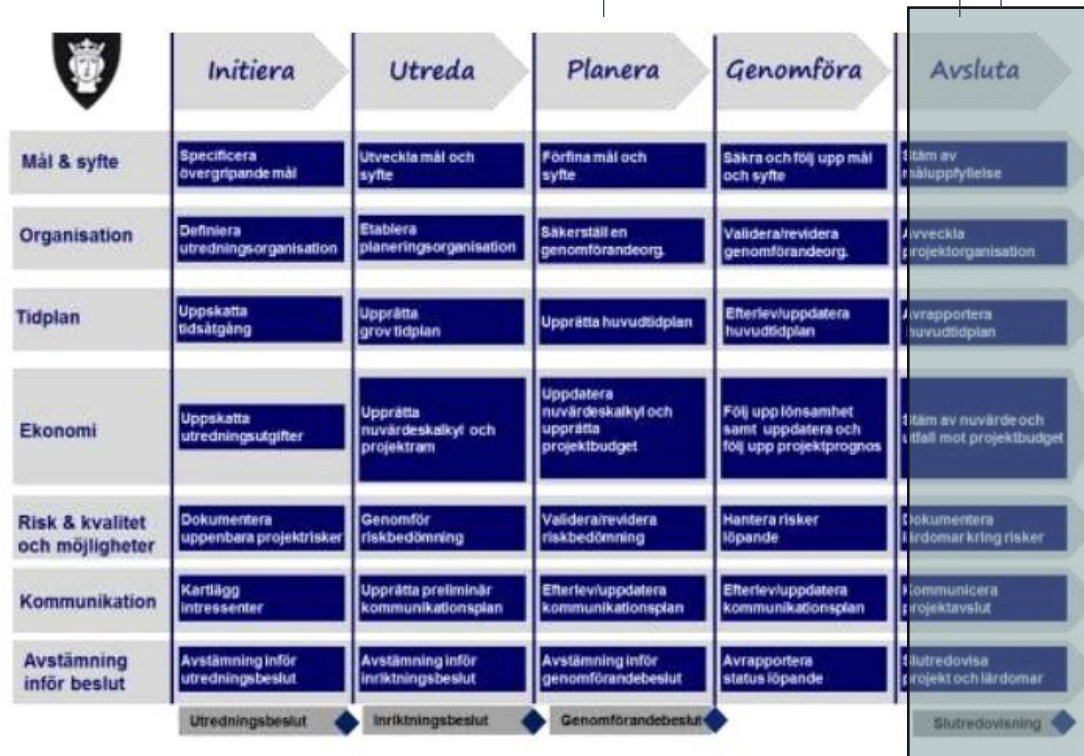 Initiera
Utreda
Planera
Genomföra
Avsluta
Mål & syfte
Specificera
övergripande mål
Utveckla mål och
syfte
Förfina mål och
syfte
Säkra och följ upp mål
och syfte
Stäm av
måluppfyllelse
Organisation
Definiera
utredningsorganisation
Etablera
planeringsorganisation
Säkerställ en
genomförandeorg.
Validera/revidera
genomförandeorg.
Avveckla
projektorganisation
Tidplan
Uppskatta
tidsåtgång
Upprätta
grov tidplan
Upprätta huvudtidplan
Efterlev/uppdatera
huvudtidplan
Avrapportera
huvudtidplan
Ekonomi
Uppskatta
utredningsutgifter
Upprätta
nuvärdeskalkyl och
projektram
Uppdatera
nuvärdeskalkyl och
upprätta
projektbudget
Följ upp lönsamhet
samt uppdatera och
följ upp projektprognos
Stäm av nuvärde och
utfall mot projektbudget
Risk & kvalitet
och möjligheter
Dokumentera
uppenbara projektrisker
Genomför
riskbedömning
Validera/revidera
riskbedömning
Hantera risker
löpande
Dokumentera
lärdomar kring risker
Kommunikation
Kartlägg
intressenter
Upprätta preliminär
kommunikationsplan
Efterlev/uppdatera
kommunikationsplan
Efterlev/uppdatera
kommunikationsplan
Kommunicera
projektavslut
Avstämning
inför beslut
Avstämning inför
utredningsbeslut
Avstämning inför
inriktningsbeslut
Avstämning inför
genomförandebeslut
Avrapportera
status löpande
Slutredovisa
projekt och lärdomar
Utredningsbeslut
Inriktningsbeslut
Genomförandebeslut
Slutredovisning